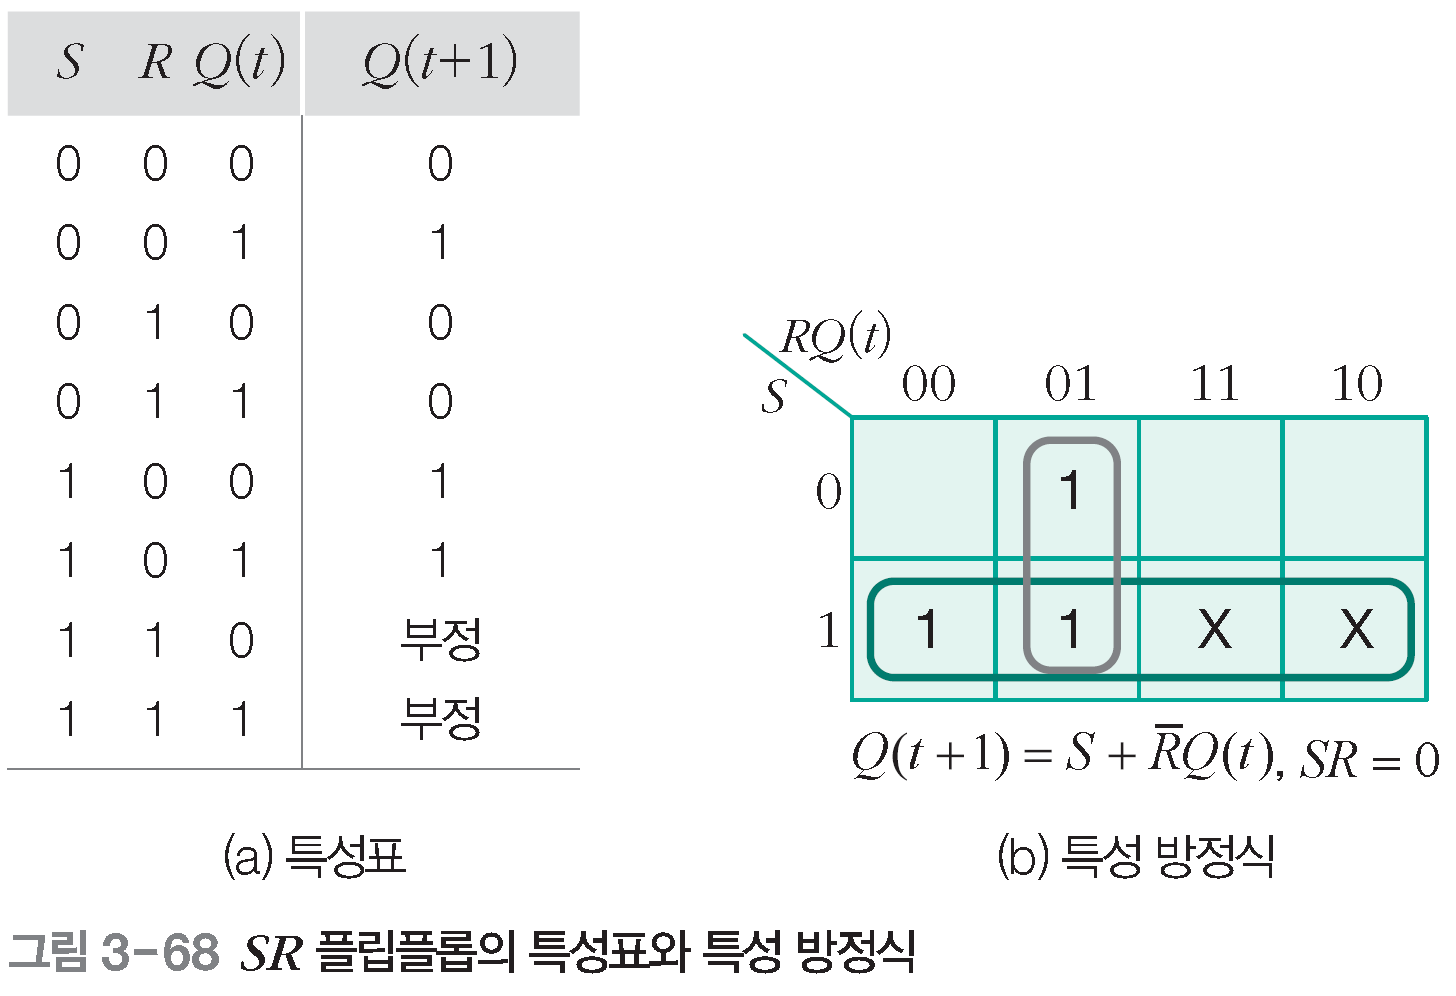 S R Q(t) Q(t+1)
0 0 0 0
0 0 1 1
0 1 0 0
0 1 1 0
1 0 0 1
1 0 1 1
1 1 0 부정
1 1 1 부정
(a) 특성표
RQ(t)
S 00 01 11 10
0 1
1 1 1 X X
Q(t+1) = S + R̅Q(t), SR = 0
(b) 특성 방정식
그림 3-68 SR 플립플롭의 특성표와 특성 방정식